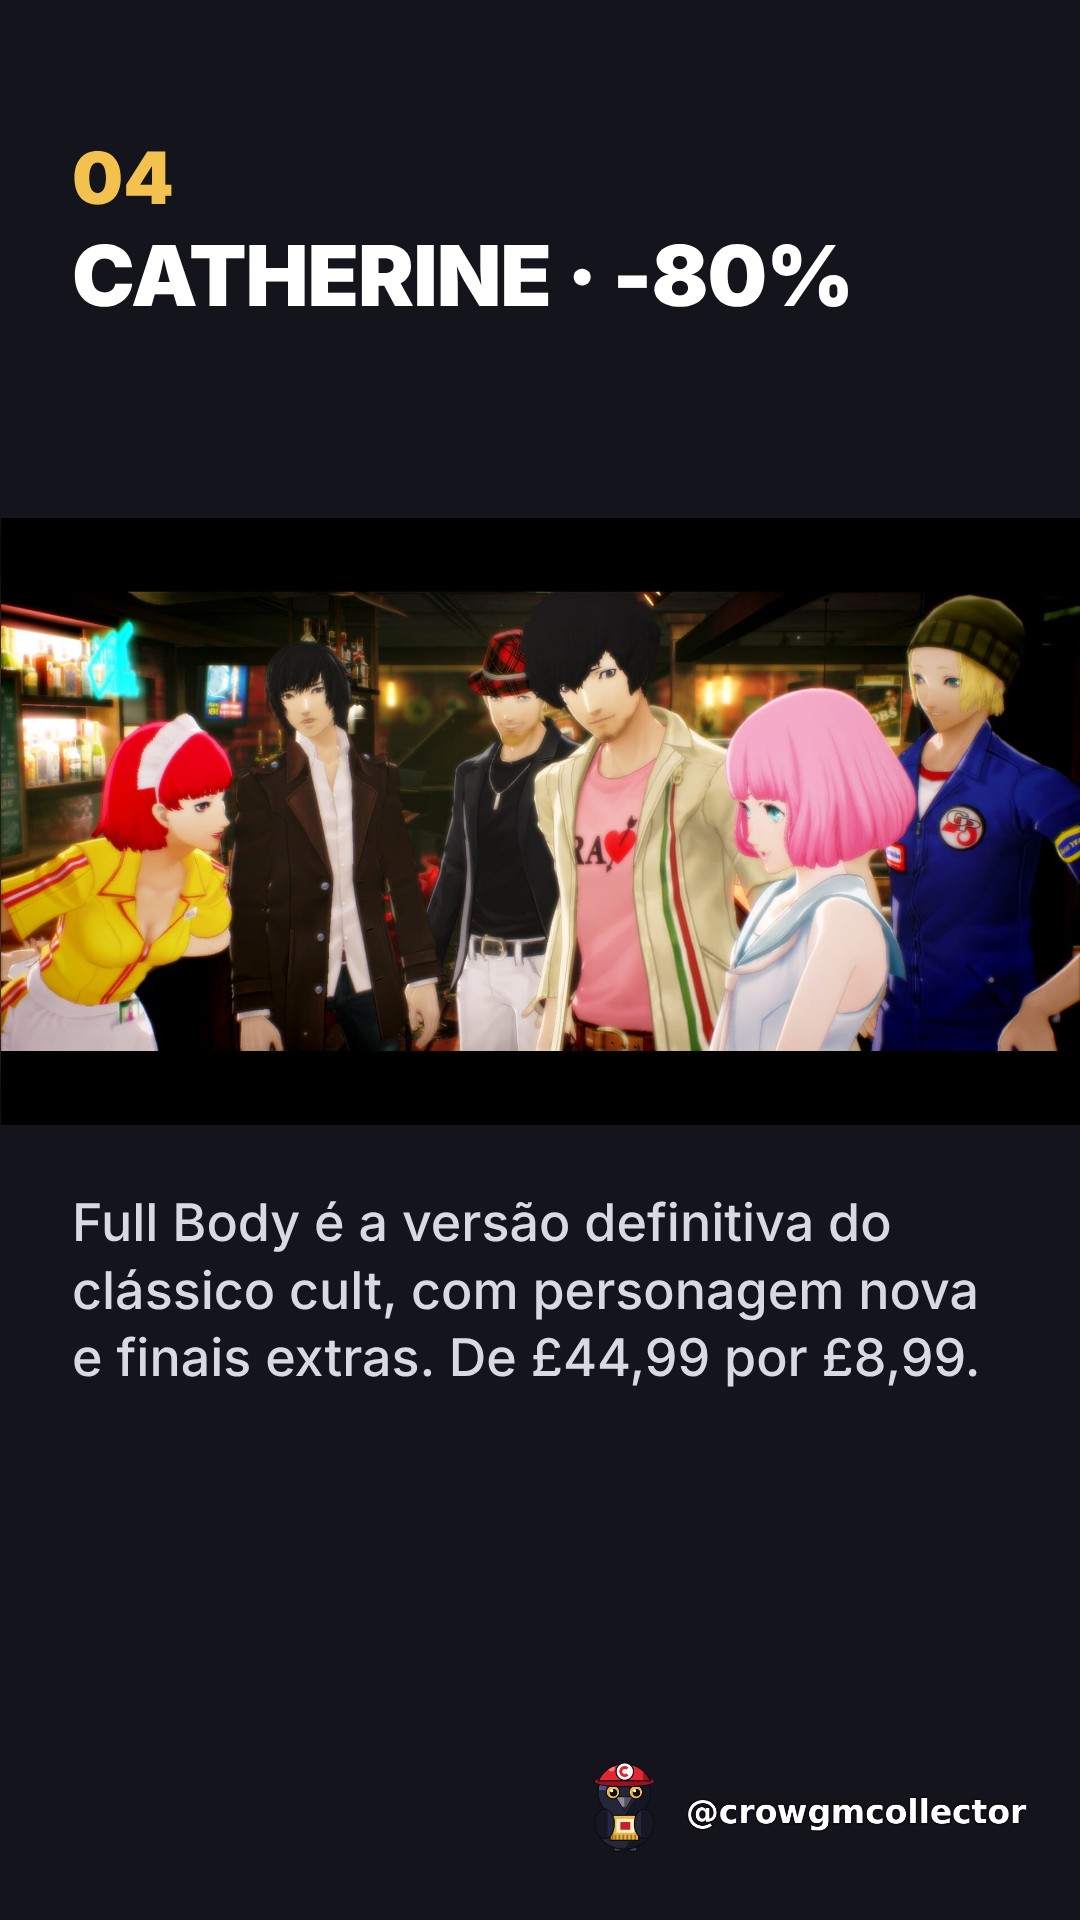 04
CATHERINE · -80%
RA
Full Body é a versão definitiva do
clássico cult, com personagem nova
e finais extras. De £44,99 por £8,99.
C
@crowgmcollector